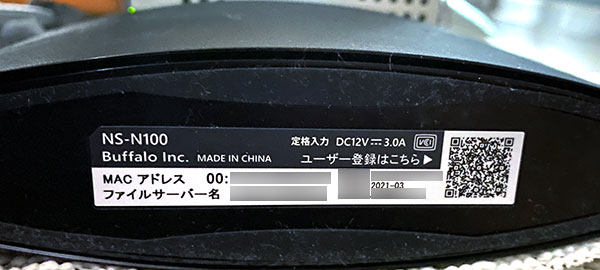 NS-N100 定格入力 DC12V⎓3.0A VCI
Buffalo Inc. MADE IN CHINA ユーザー登録はこちら▶
MAC アドレス 00:
ファイルサーバー名 2021-03